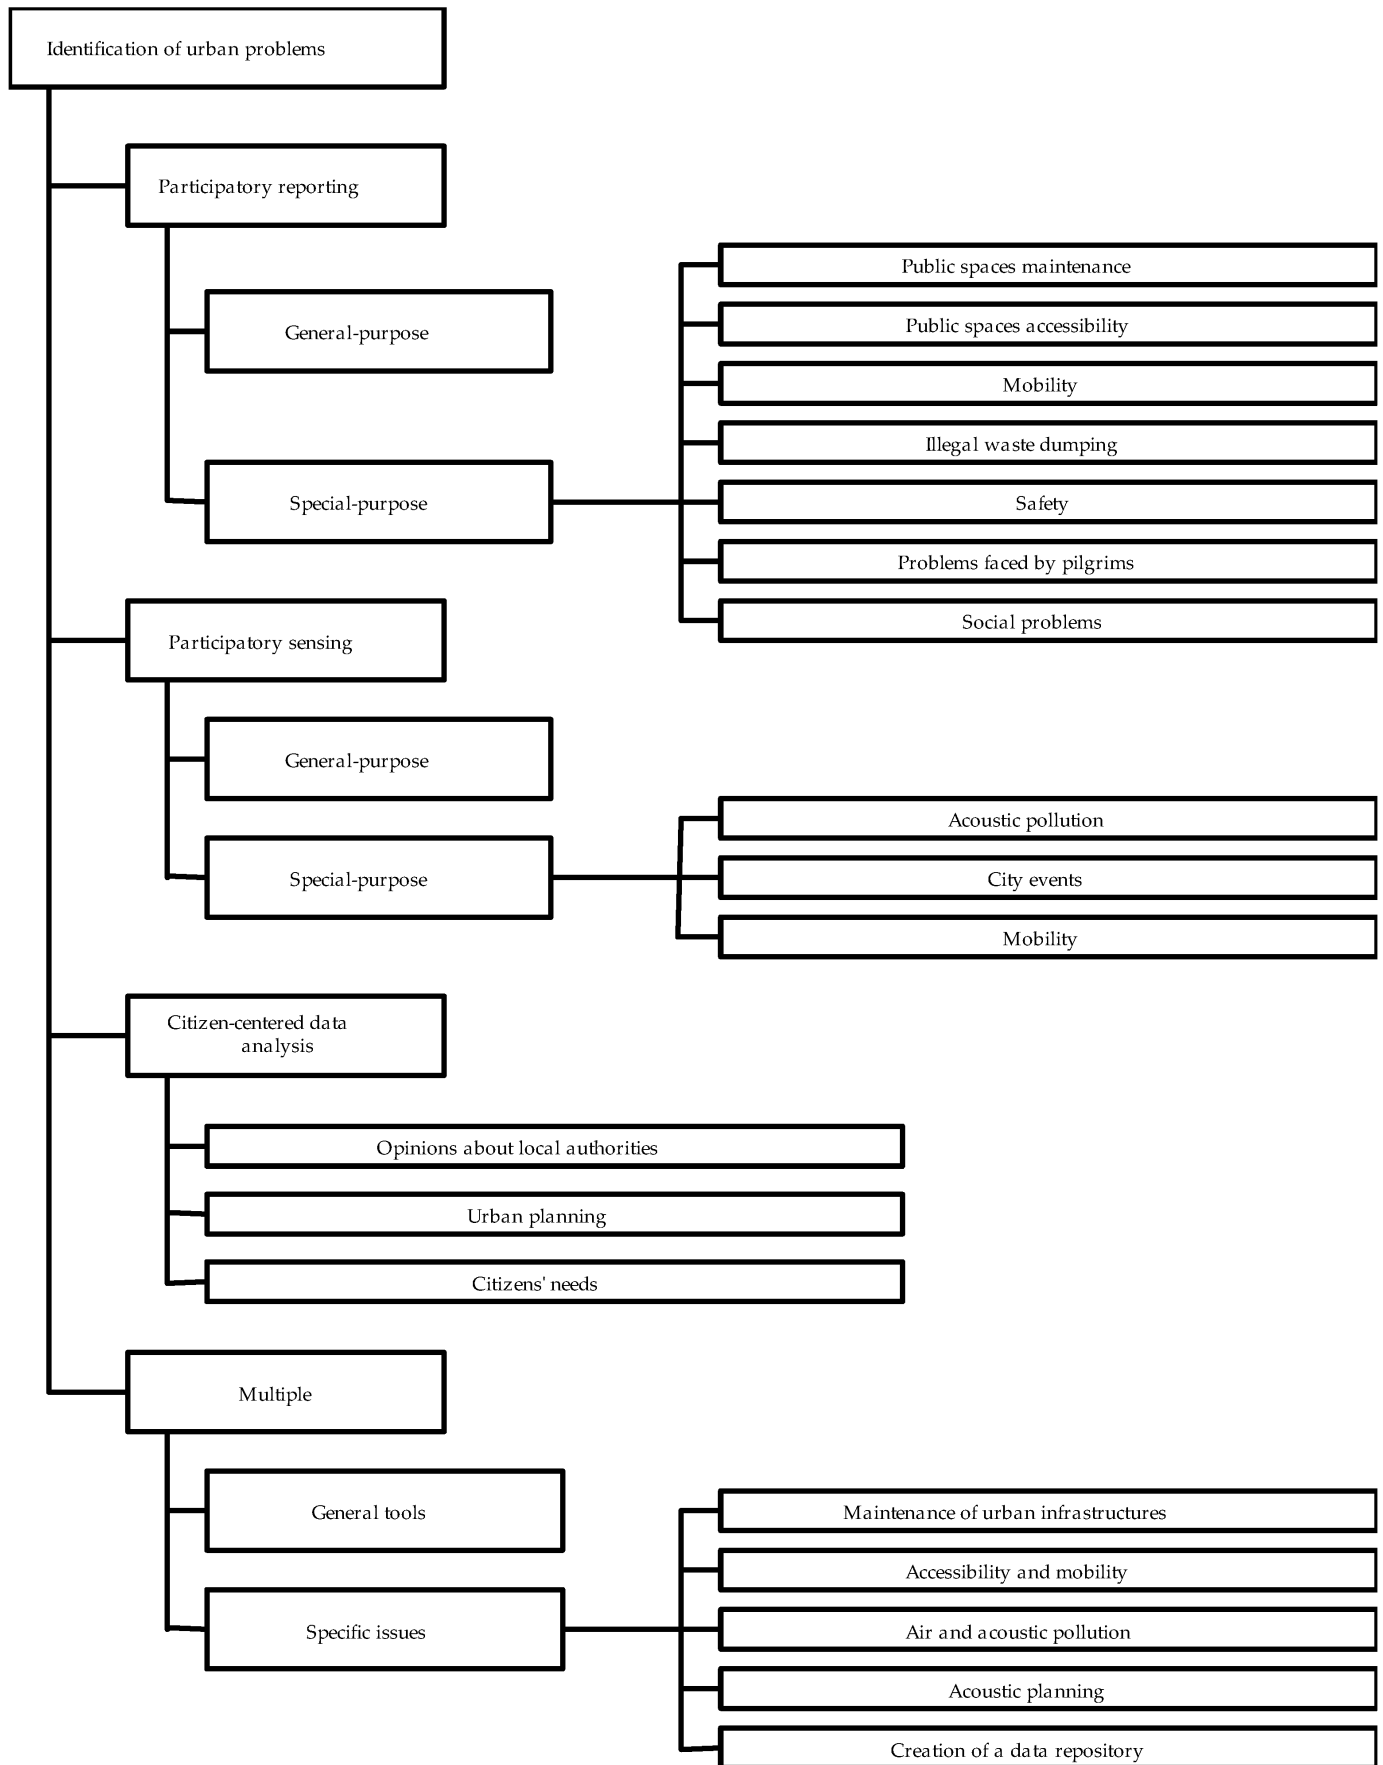 Identification of urban problems
Participatory reporting
General-purpose
Special-purpose
Public spaces maintenance
Public spaces accessibility
Mobility
Illegal waste dumping
Safety
Problems faced by pilgrims
Social problems
Participatory sensing
General-purpose
Special-purpose
Acoustic pollution
City events
Mobility
Citizen-centered data
analysis
Opinions about local authorities
Urban planning
Citizens' needs
Multiple
General tools
Specific issues
Maintenance of urban infrastructures
Accessibility and mobility
Air and acoustic pollution
Acoustic planning
Creation of a data repository